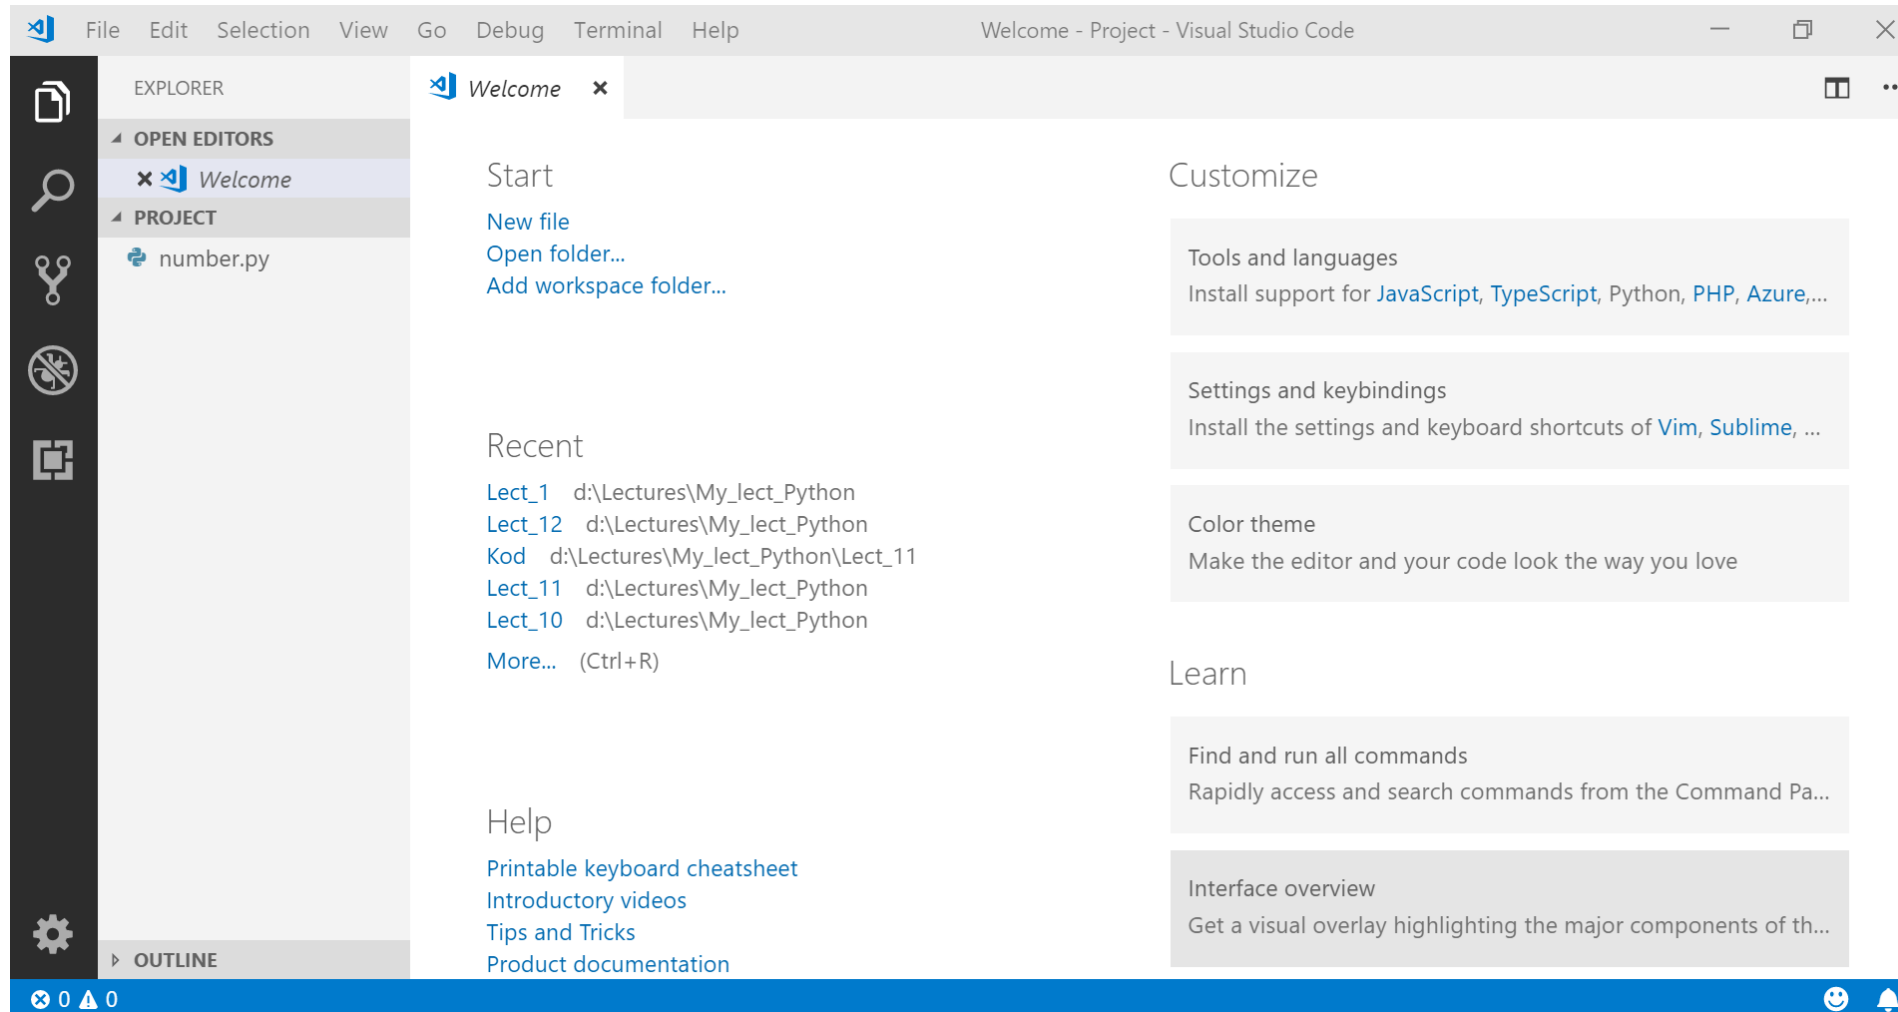 File Edit Selection View Go Debug Terminal Help Welcome - Project - Visual Studio Code
EXPLORER
OPEN EDITORS
Welcome
PROJECT
number.py
OUTLINE
Welcome
Start
New file
Open folder...
Add workspace folder...
Recent
Lect_1 d:\Lectures\My_lect_Python
Lect_12 d:\Lectures\My_lect_Python
Kod d:\Lectures\My_lect_Python\Lect_11
Lect_11 d:\Lectures\My_lect_Python
Lect_10 d:\Lectures\My_lect_Python
More... (Ctrl+R)
Help
Printable keyboard cheatsheet
Introductory videos
Tips and Tricks
Product documentation
Customize
Tools and languages
Install support for JavaScript, TypeScript, Python, PHP, Azure,...
Settings and keybindings
Install the settings and keyboard shortcuts of Vim, Sublime, ...
Color theme
Make the editor and your code look the way you love
Learn
Find and run all commands
Rapidly access and search commands from the Command Pa...
Interface overview
Get a visual overlay highlighting the major components of th...
0 0